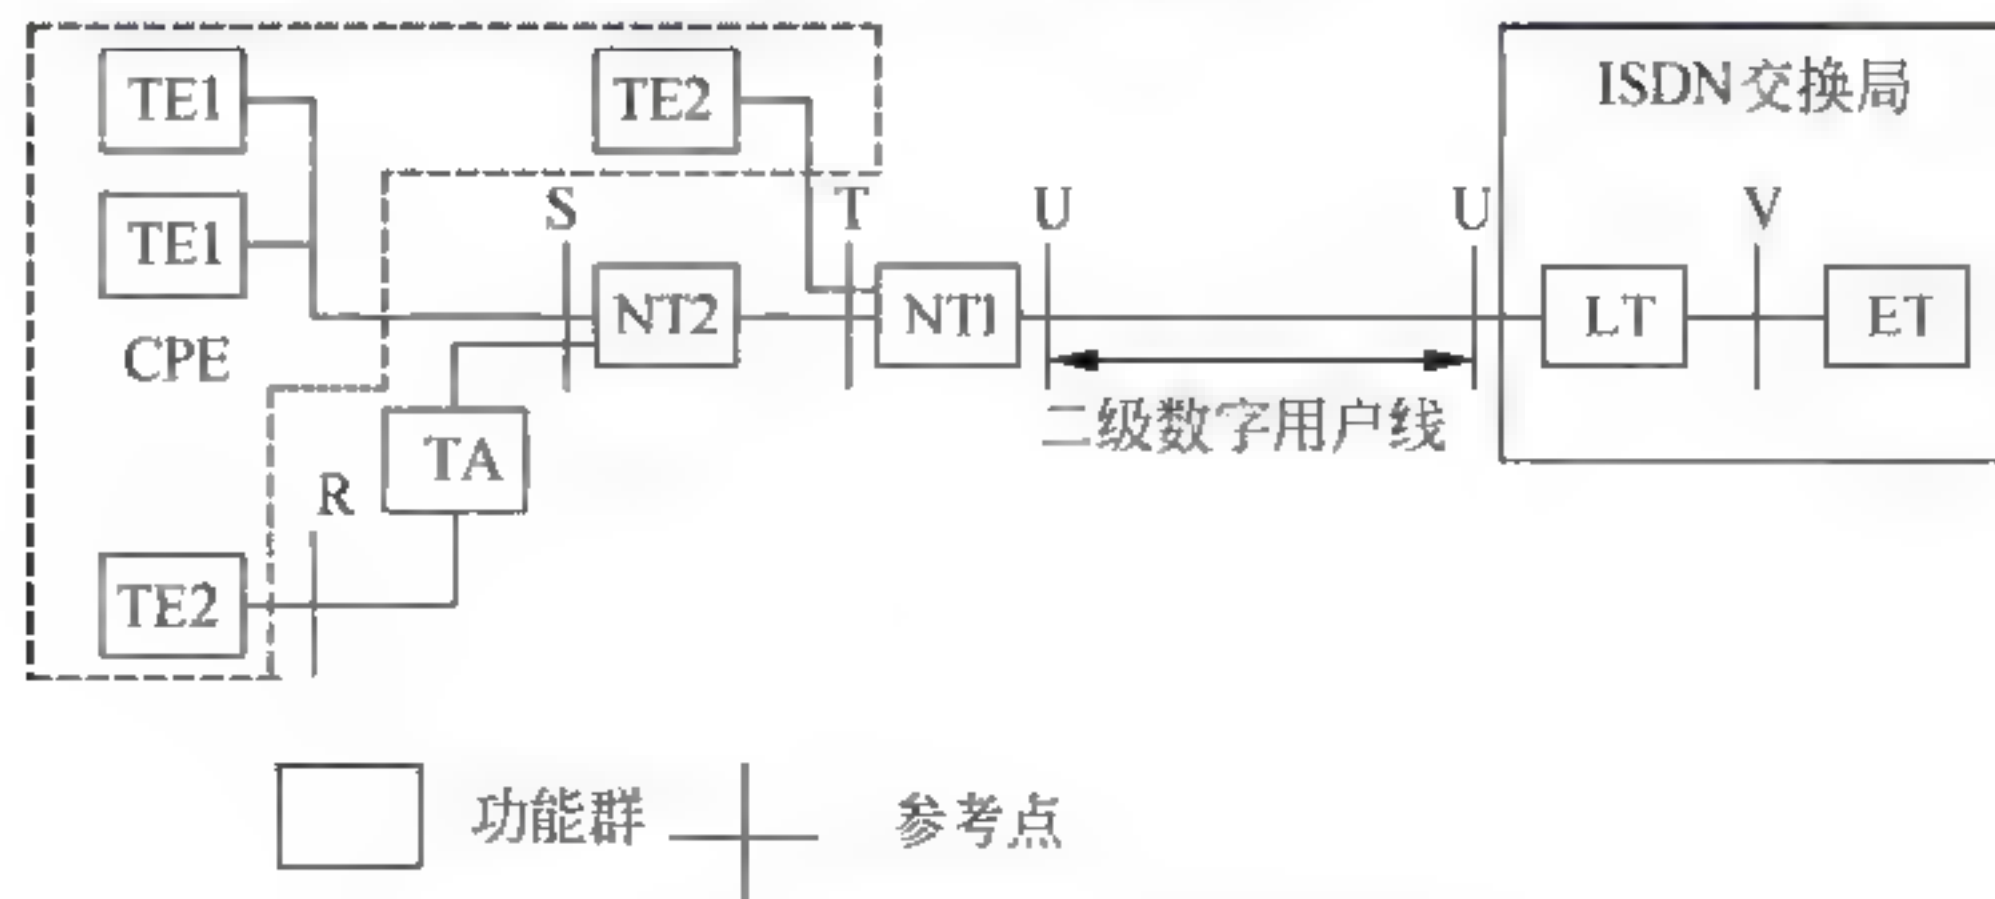 TE1
TE2
ISDN交换局
TE1
S
T
U
U
V
NT2
NT1
LT
ET
CPE
二级数字用户线
TA
R
TE2
功能群
参考点